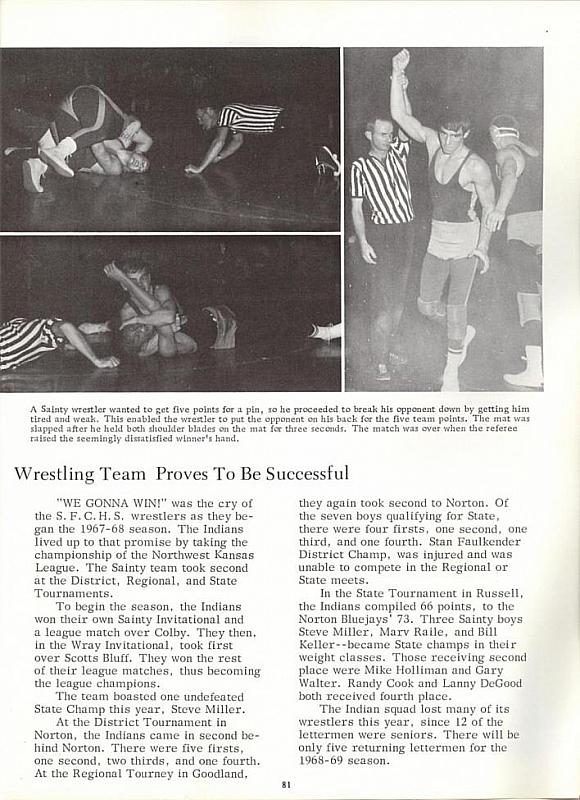 A Sainty wrestler wanted to get five points for a pin, so he proceeded to break his opponent down by getting him
tired and weak. This enabled the wrestler to put the opponent on his back for the five team points. The mat was
slapped after he held both shoulder blades on the mat for three seconds. The match was over when the referee
raised the seemingly dissatisfied winner's hand.
Wrestling Team Proves To Be Successful
"WE GONNA WIN!" was the cry of
the S.F.C.H.S. wrestlers as they be-
gan the 1967-68 season. The Indians
lived up to that promise by taking the
championship of the Northwest Kansas
League. The Sainty team took second
at the District, Regional, and State
Tournaments.
To begin the season, the Indians
won their own Sainty Invitational and
a league match over Colby. They then,
in the Wray Invitational, took first
over Scotts Bluff. They won the rest
of their league matches, thus becoming
the league champions.
The team boasted one undefeated
State Champ this year, Steve Miller.
At the District Tournament in
Norton, the Indians came in second be-
hind Norton. There were five firsts,
one second, two thirds, and one fourth.
At the Regional Tourney in Goodland,
they again took second to Norton. Of
the seven boys qualifying for State,
there were four firsts, one second, one
third, and one fourth. Stan Faulkender
District Champ, was injured and was
unable to compete in the Regional or
State meets.
In the State Tournament in Russell,
the Indians compiled 66 points, to the
Norton Bluejays' 73. Three Sainty boys
Steve Miller, Marv Raile, and Bill
Keller--became State champs in their
weight classes. Those receiving second
place were Mike Holliman and Gary
Walter. Randy Cook and Lanny DeGood
both received fourth place.
The Indian squad lost many of its
wrestlers this year, since 12 of the
lettermen were seniors. There will be
only five returning lettermen for the
1968-69 season.
81